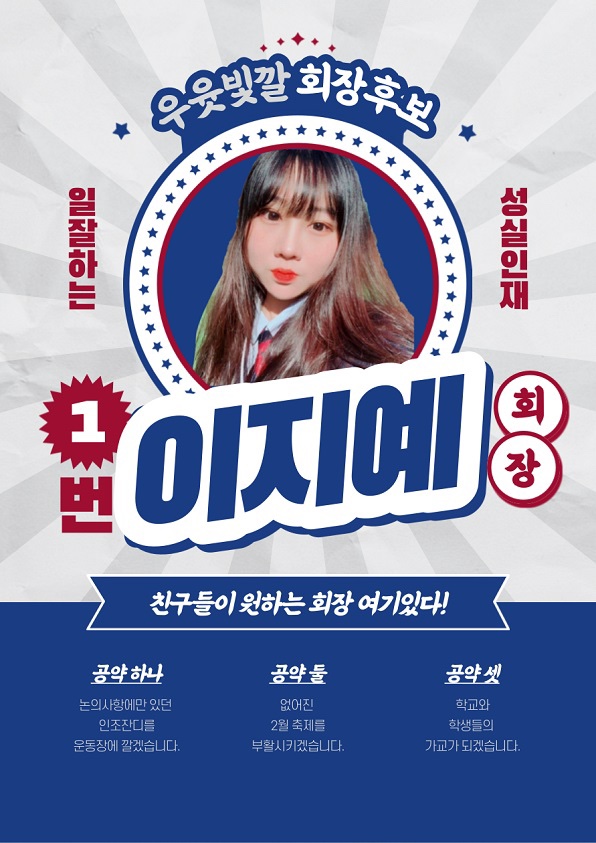 우윳빛깔 회장후보
일잘하는
성실인재
1
번
이지예
회
장
친구들이 원하는 회장 여기있다!
공약 하나
논의사항에만 있던
인조잔디를
운동장에 깔겠습니다.
공약 둘
없어진
2월 축제를
부활시키겠습니다.
공약 셋
학교와
학생들의
가교가 되겠습니다.